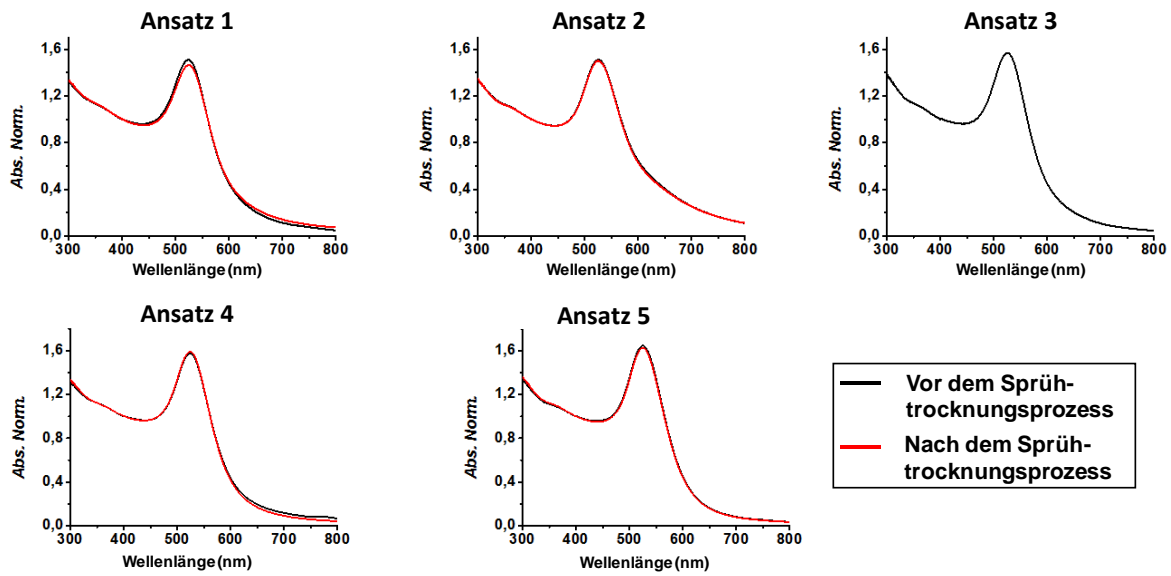 Ansatz 1
1,6
1,2
0,8
0,4
0,0
Abs. Norm.
300 400 500 600 700 800
Wellenlänge (nm)
Ansatz 2
1,6
1,2
0,8
0,4
0,0
Abs. Norm.
300 400 500 600 700 800
Wellenlänge (nm)
Ansatz 3
1,6
1,2
0,8
0,4
0,0
Abs. Norm.
300 400 500 600 700 800
Wellenlänge (nm)
Ansatz 4
1,6
1,2
0,8
0,4
0,0
Abs. Norm.
300 400 500 600 700 800
Wellenlänge (nm)
Ansatz 5
1,6
1,2
0,8
0,4
0,0
Abs. Norm.
300 400 500 600 700 800
Wellenlänge (nm)
Vor dem Sprüh-
trocknungsprozess
Nach dem Sprüh-
trocknungsprozess